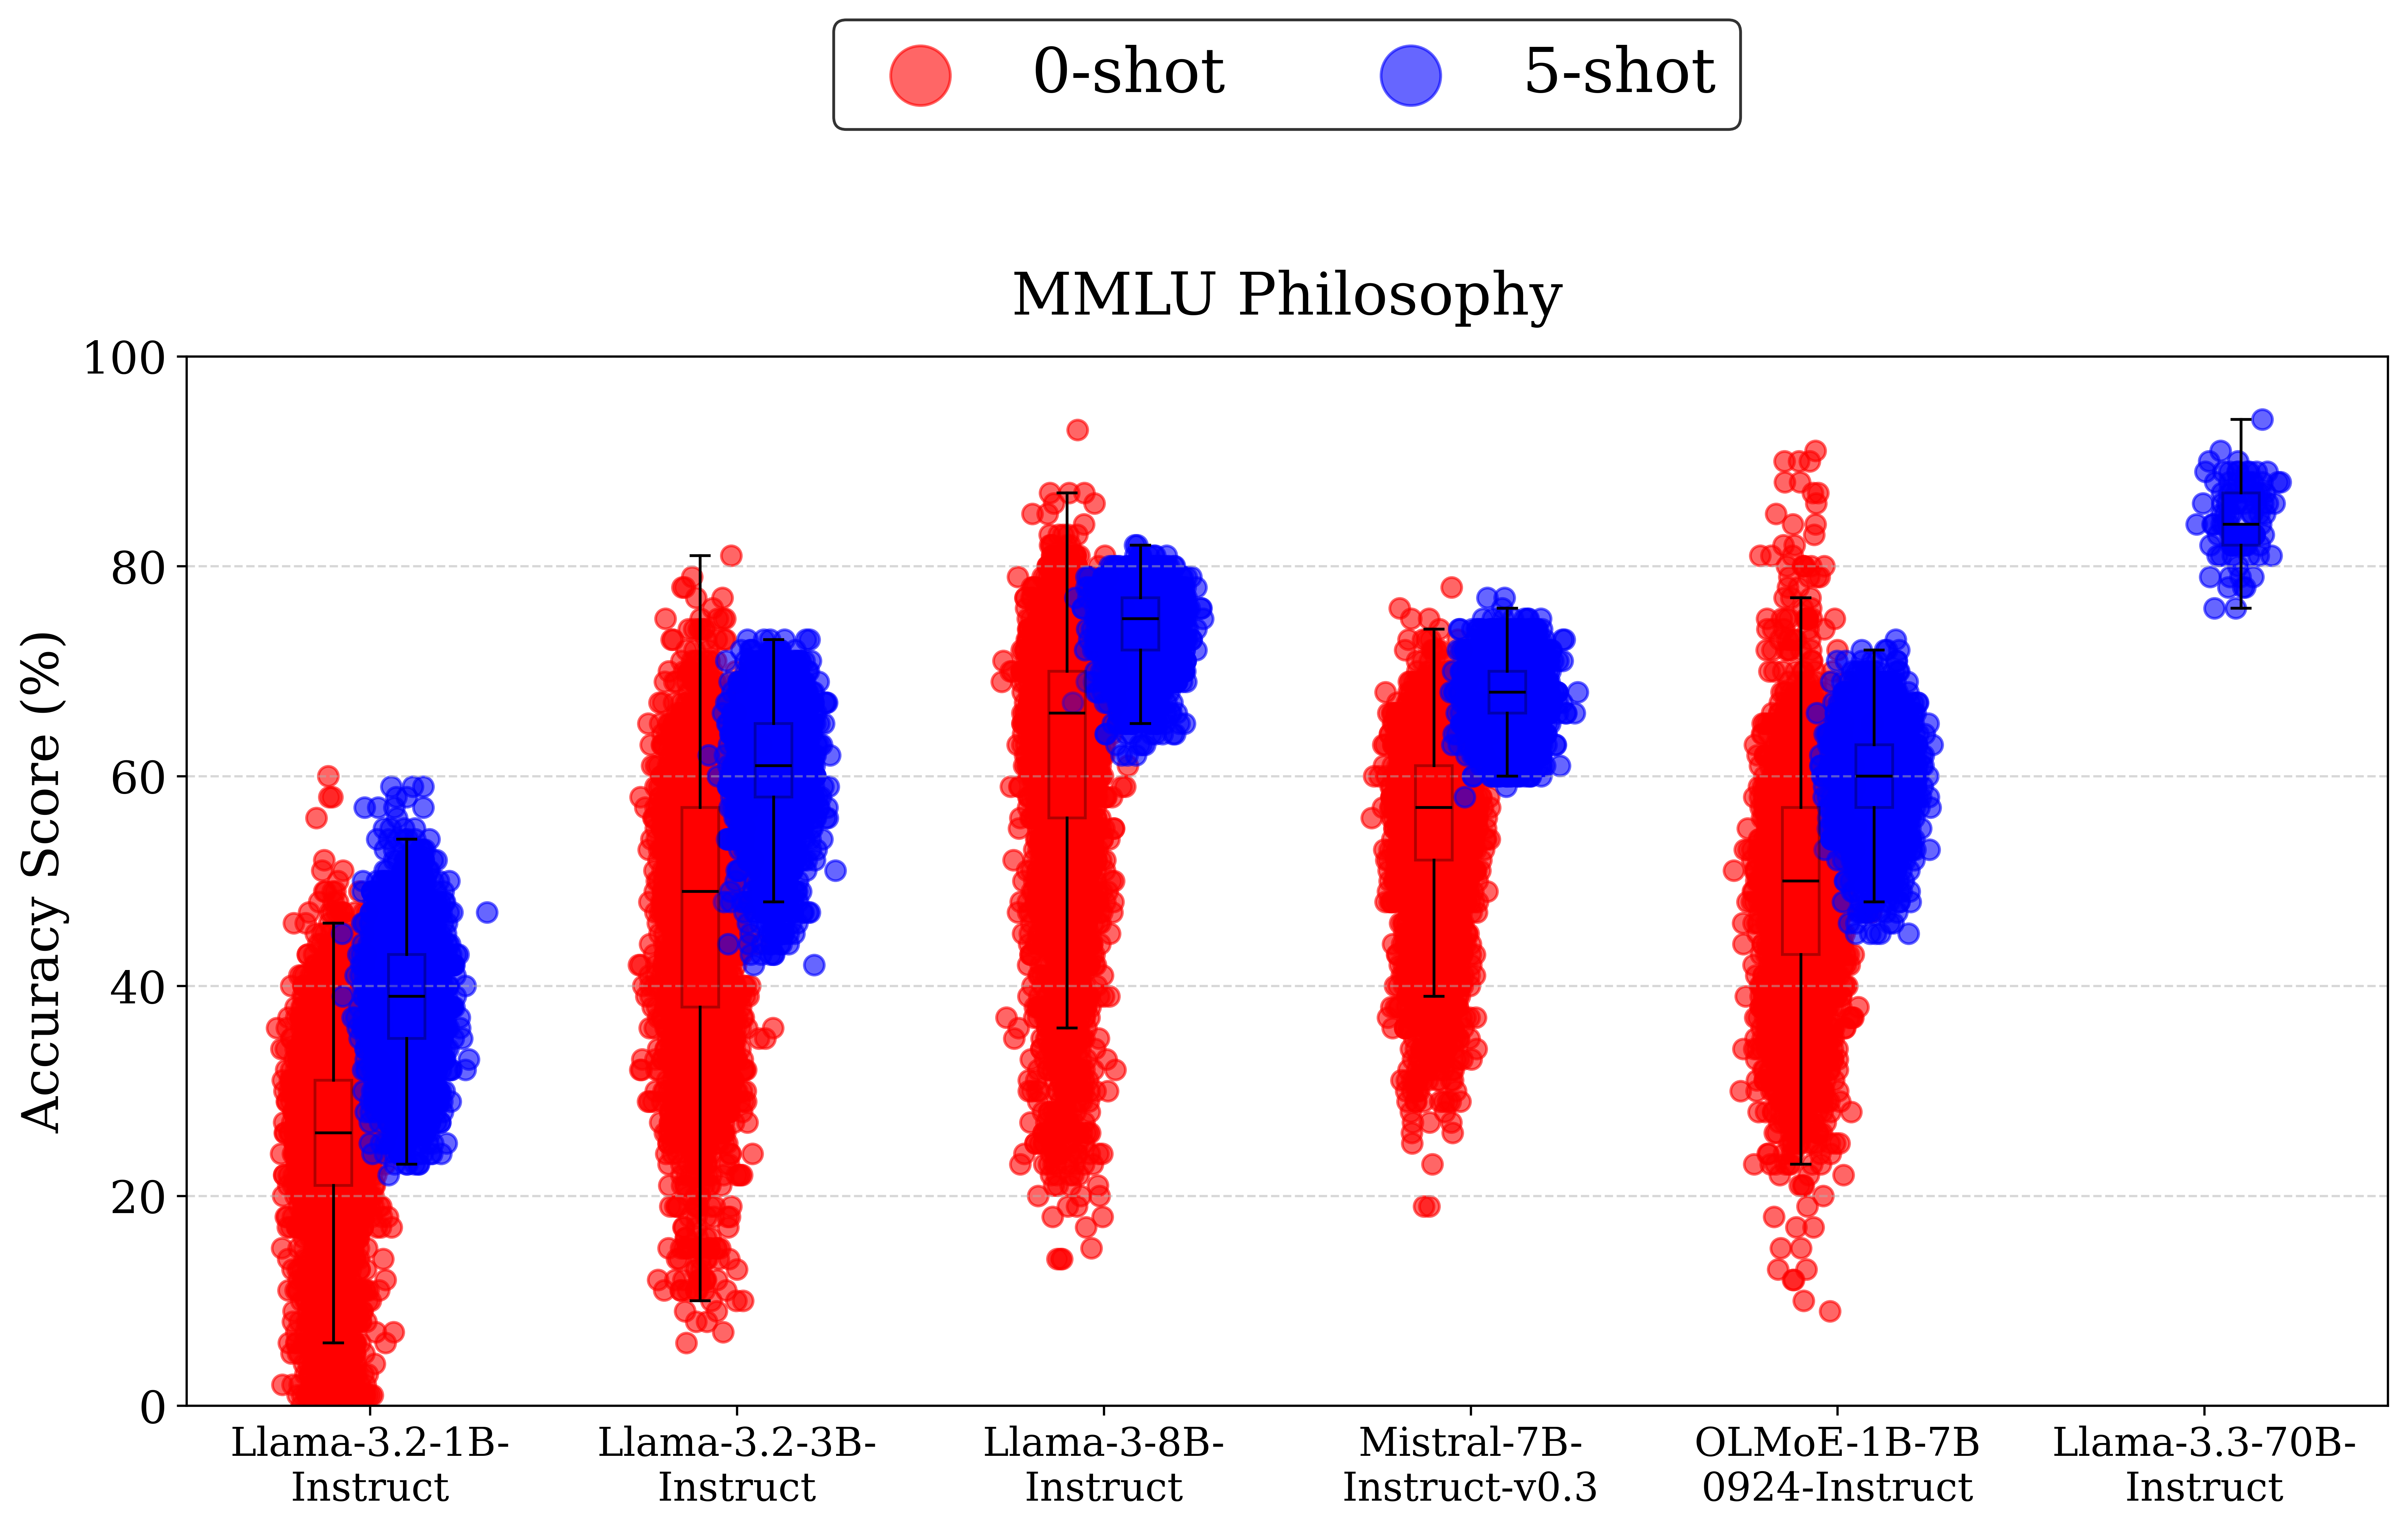 0-shot 5-shot
MMLU Philosophy
Accuracy Score (%)
100
80
60
40
20
0
Llama-3.2-1B-
Instruct
Llama-3.2-3B-
Instruct
Llama-3-8B-
Instruct
Mistral-7B-
Instruct-v0.3
OLMoE-1B-7B
0924-Instruct
Llama-3.3-70B-
Instruct